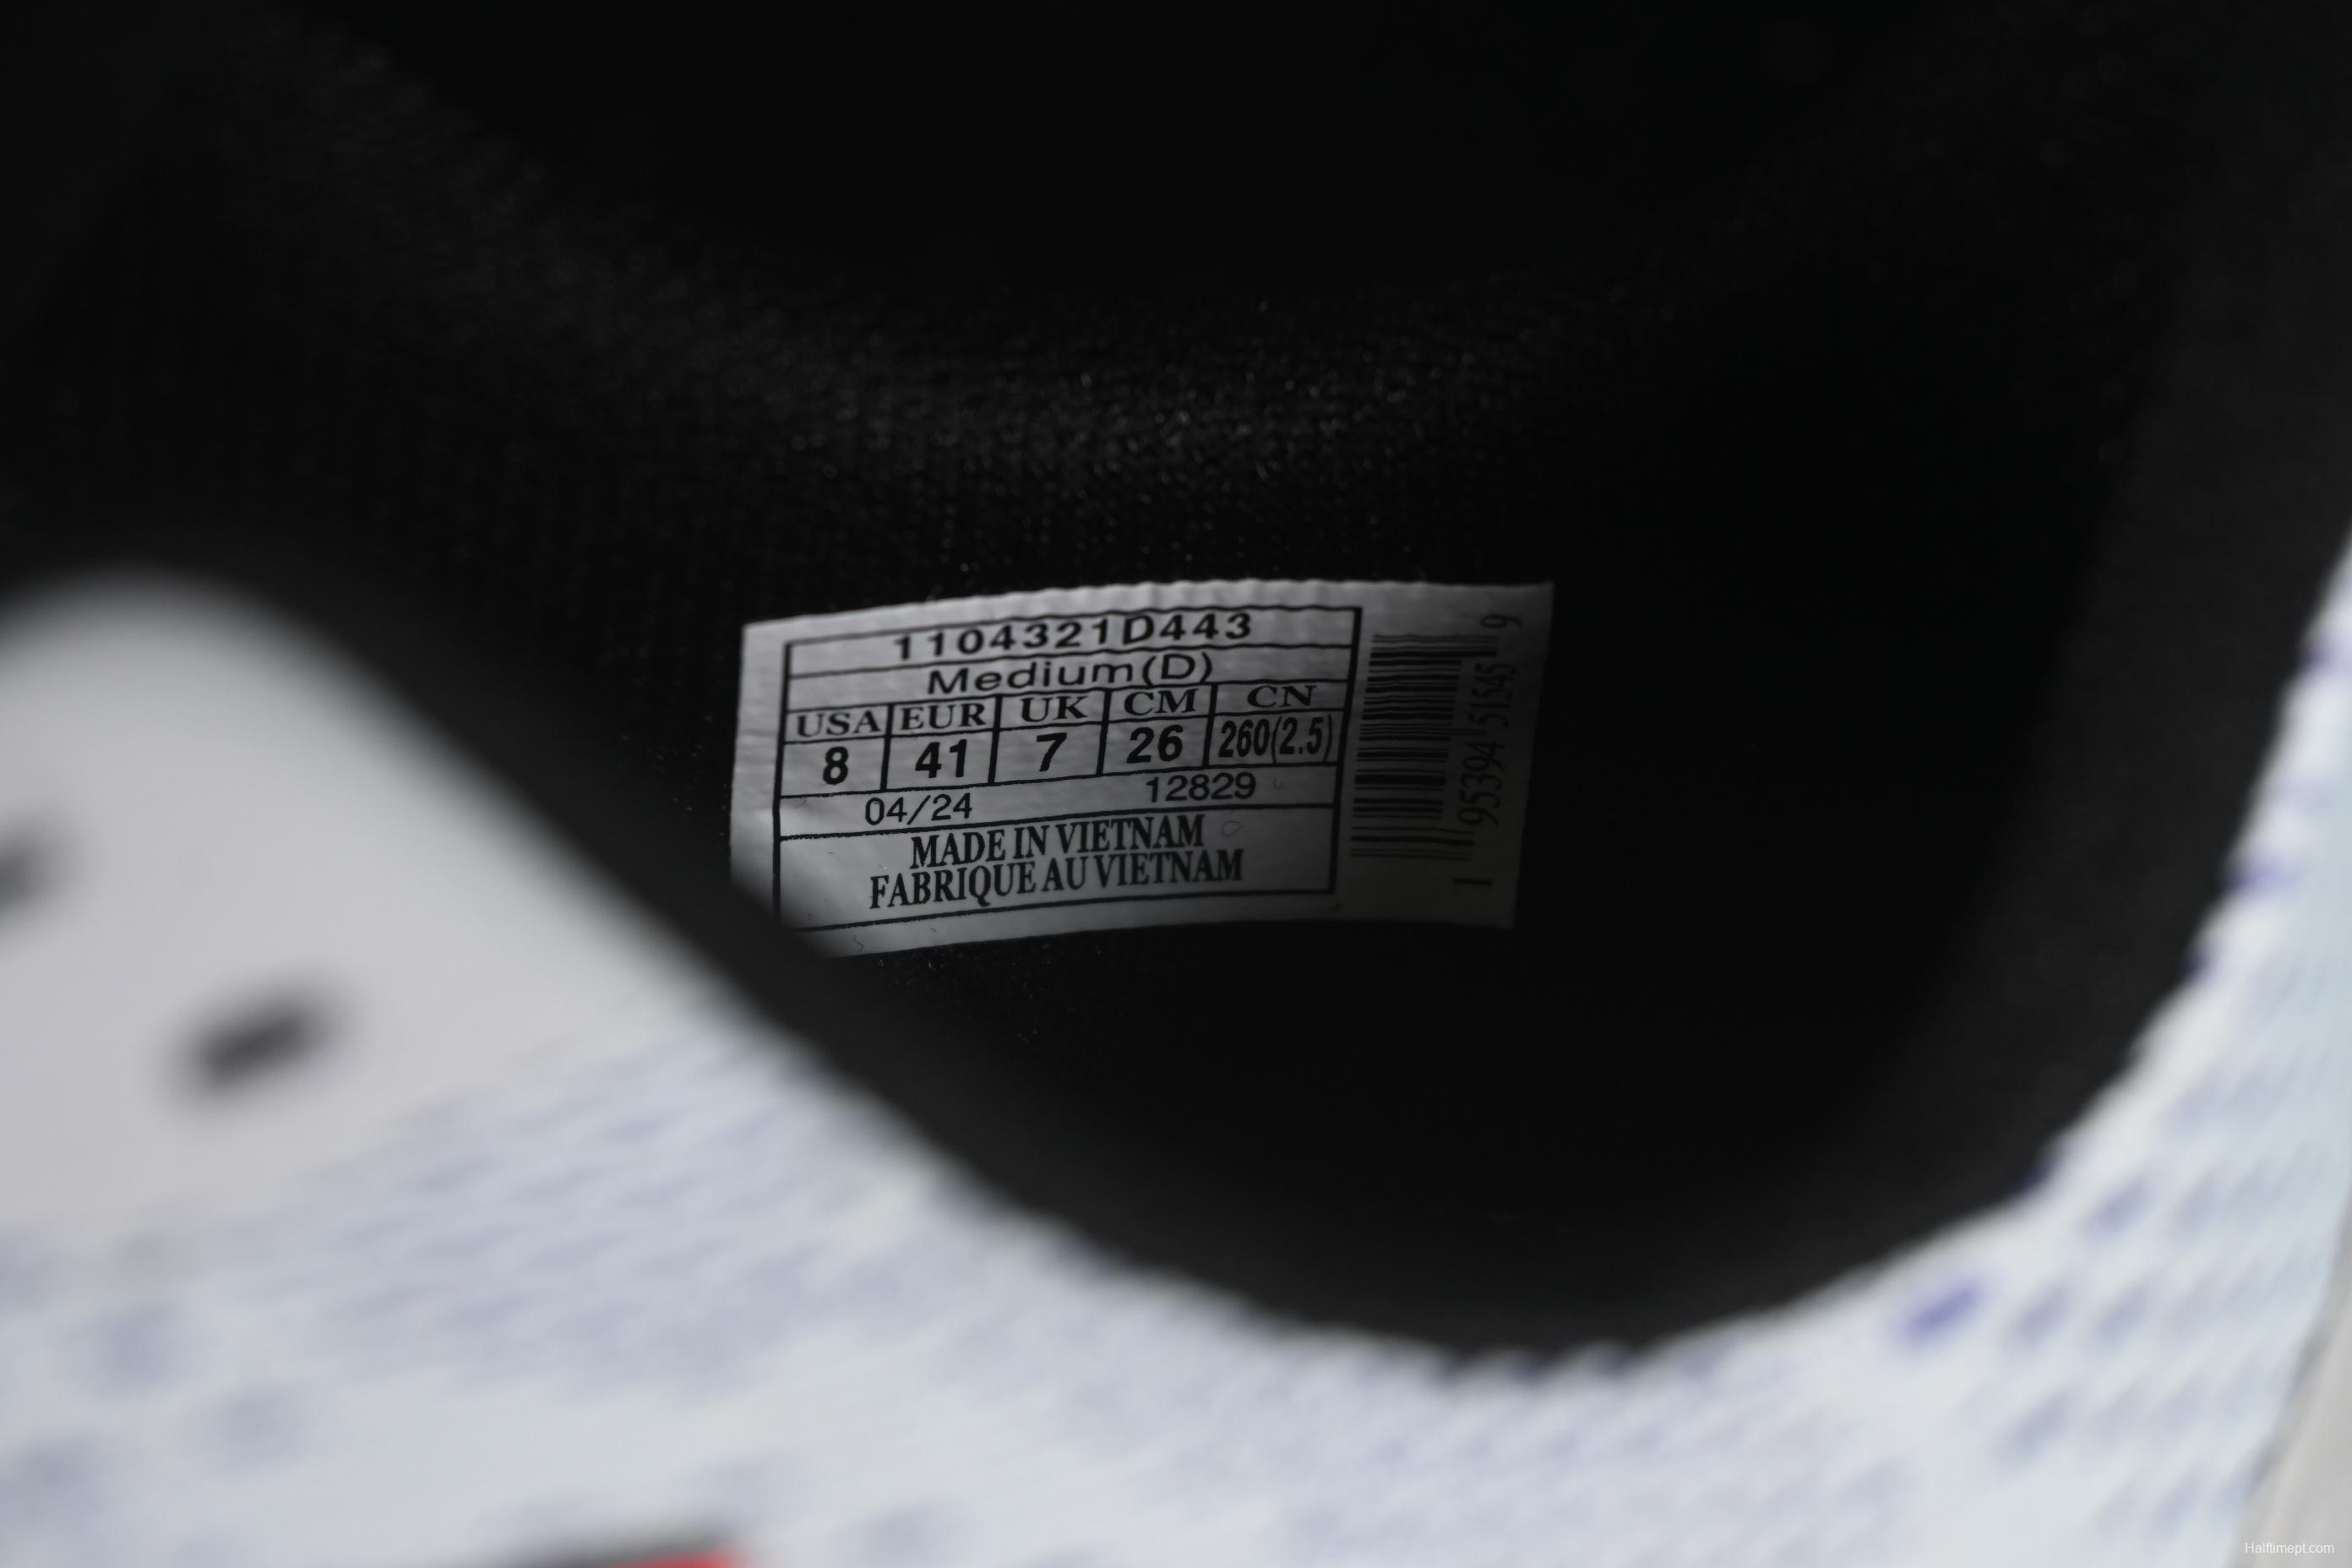 1104321D443
Medium(D)
USA EUR UK CM CN
8 41 7 26 260(2.5)
04/24 12829
MADE IN VIETNAM
FABRIQUE AU VIETNAM
1 95394 51545 9
Halftimept.com